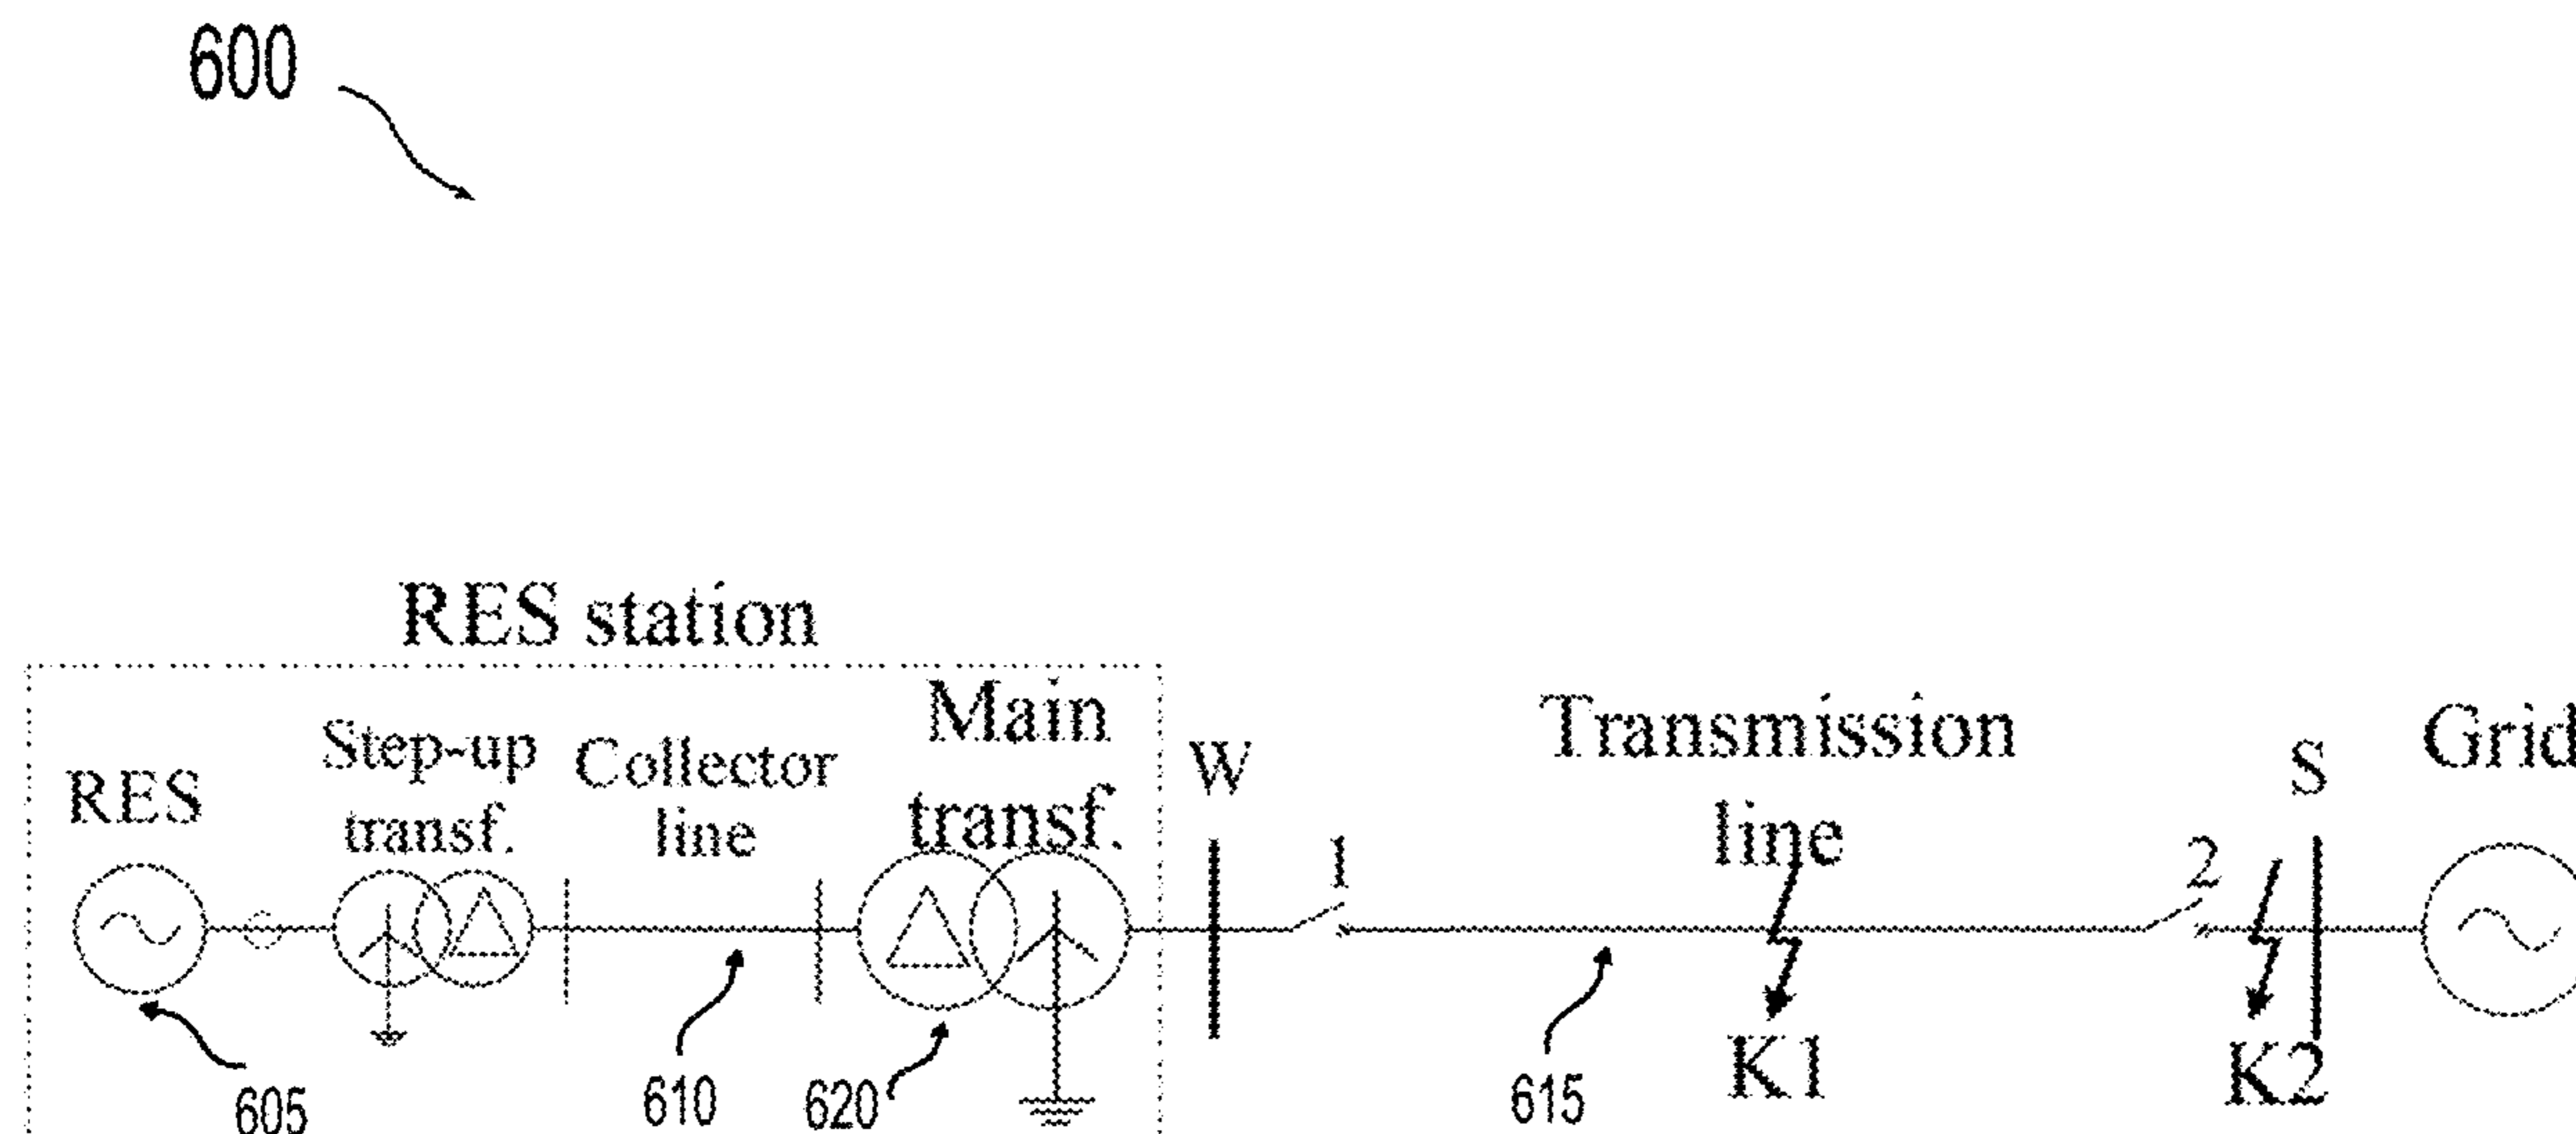 600
RES station
RES
Step-up
transf.
Collector
line
Main
transf.
W
1
Transmission
line
2
S
Grid
605
610
620
615
K1
K2